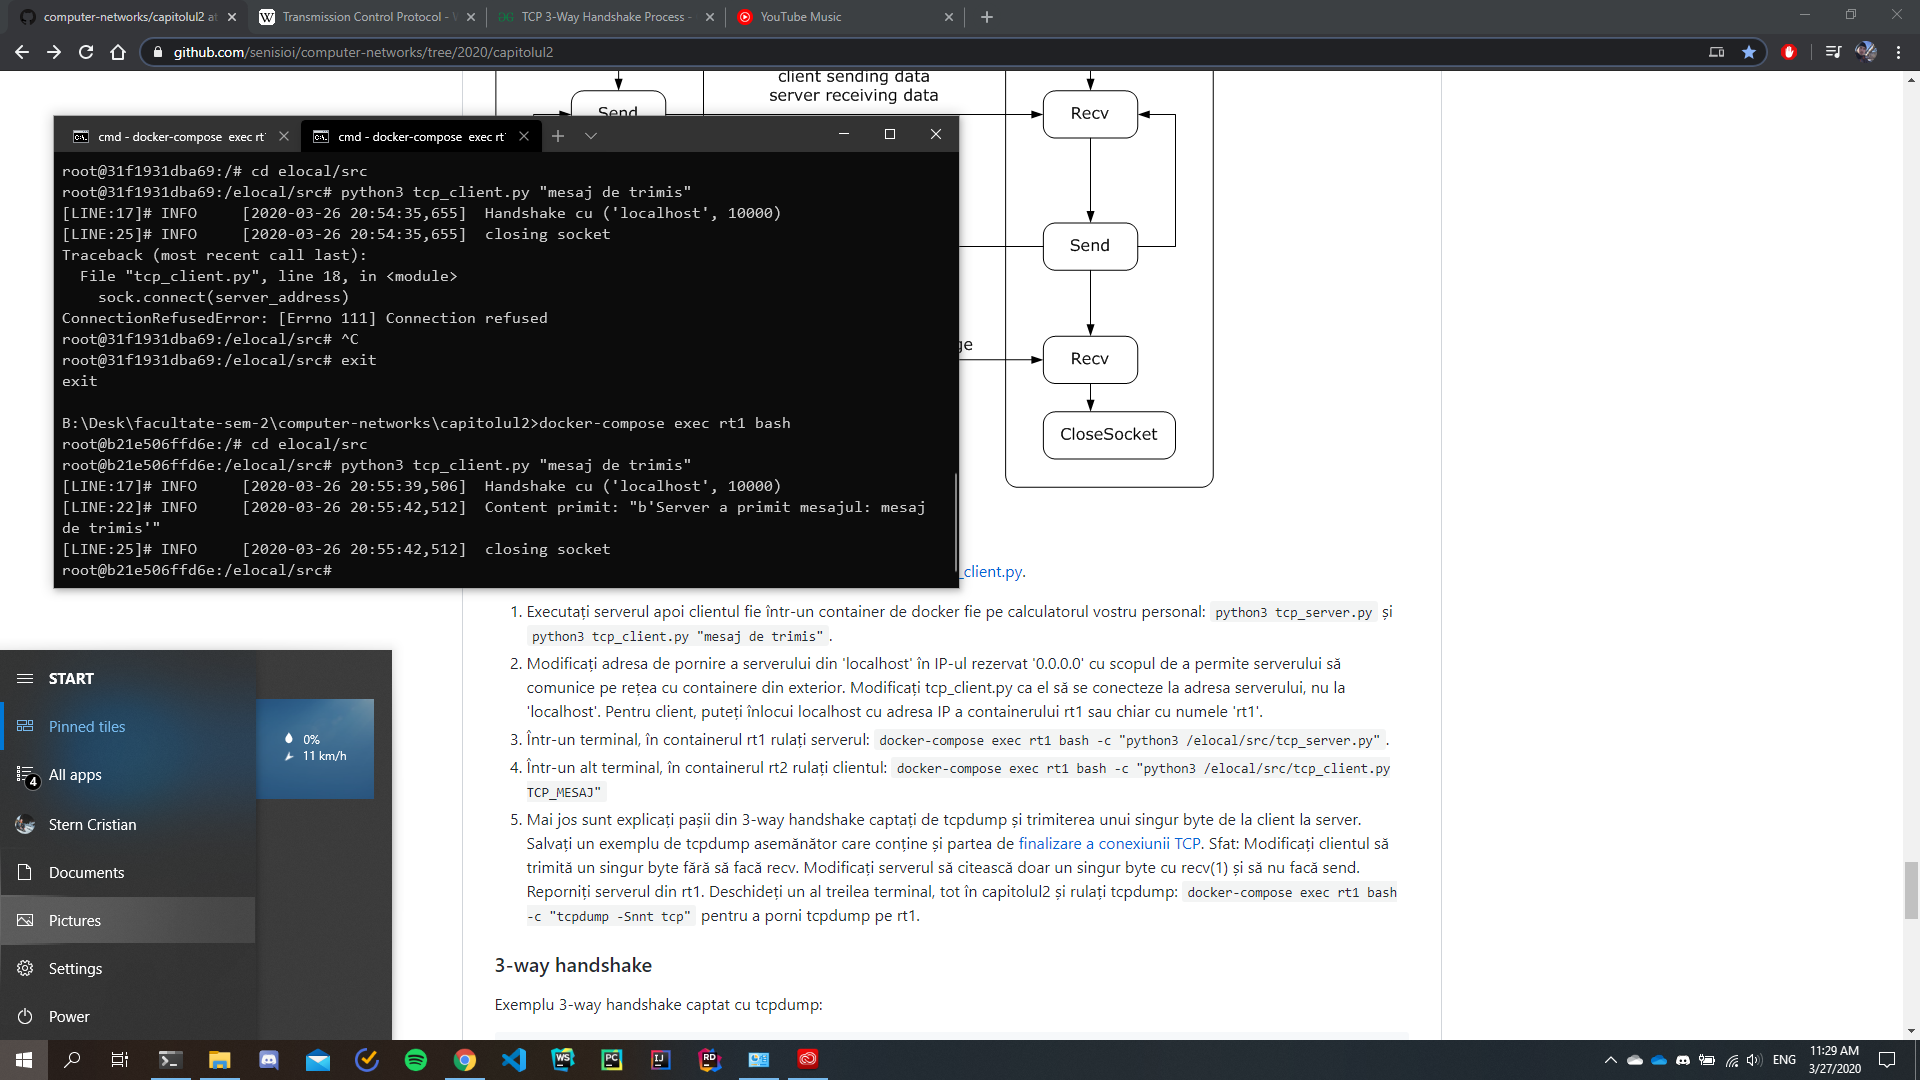 computer-networks/capitolul2 at
Transmission Control Protocol -
TCP 3-Way Handshake Process -
YouTube Music
github.com/senisioi/computer-networks/tree/2020/capitolul2
client sending data
server receiving data
Send
Recv
Send
ge
Recv
CloseSocket
cmd - docker-compose exec rt
cmd - docker-compose exec rt
root@31f1931dba69:/# cd elocal/src
root@31f1931dba69:/elocal/src# python3 tcp_client.py "mesaj de trimis"
[LINE:17]# INFO     [2020-03-26 20:54:35,655]  Handshake cu ('localhost', 10000)
[LINE:25]# INFO     [2020-03-26 20:54:35,655]  closing socket
Traceback (most recent call last):
  File "tcp_client.py", line 18, in <module>
    sock.connect(server_address)
ConnectionRefusedError: [Errno 111] Connection refused
root@31f1931dba69:/elocal/src# ^C
root@31f1931dba69:/elocal/src# exit
exit
B:\Desk\facultate-sem-2\computer-networks\capitolul2>docker-compose exec rt1 bash
root@b21e506ffd6e:/# cd elocal/src
root@b21e506ffd6e:/elocal/src# python3 tcp_client.py "mesaj de trimis"
[LINE:17]# INFO     [2020-03-26 20:55:39,506]  Handshake cu ('localhost', 10000)
[LINE:22]# INFO     [2020-03-26 20:55:42,512]  Content primit: "b'Server a primit mesajul: mesaj
de trimis'"
[LINE:25]# INFO     [2020-03-26 20:55:42,512]  closing socket
root@b21e506ffd6e:/elocal/src#
_client.py.
1. Executați serverul apoi clientul fie într-un container de docker fie pe calculatorul vostru personal: python3 tcp_server.py și
python3 tcp_client.py "mesaj de trimis" .
2. Modificați adresa de pornire a serverului din 'localhost' în IP-ul rezervat '0.0.0.0' cu scopul de a permite serverului să
comunice pe rețea cu containere din exterior. Modificați tcp_client.py ca el să se conecteze la adresa serverului, nu la
'localhost'. Pentru client, puteți înlocui localhost cu adresa IP a containerului rt1 sau chiar cu numele 'rt1'.
3. Într-un terminal, în containerul rt1 rulați serverul: docker-compose exec rt1 bash -c "python3 /elocal/src/tcp_server.py" .
4. Într-un alt terminal, în containerul rt2 rulați clientul: docker-compose exec rt1 bash -c "python3 /elocal/src/tcp_client.py
TCP_MESAJ"
5. Mai jos sunt explicați pașii din 3-way handshake captați de tcpdump și trimiterea unui singur byte de la client la server.
Salvați un exemplu de tcpdump asemănător care conține și partea de finalizare a conexiunii TCP. Sfat: Modificați clientul să
trimită un singur byte fără să facă recv. Modificați serverul să citească doar un singur byte cu recv(1) și să nu facă send.
Reporniți serverul din rt1. Deschideți un al treilea terminal, tot în capitolul2 și rulați tcpdump: docker-compose exec rt1 bash
-c "tcpdump -Snnt tcp" pentru a porni tcpdump pe rt1.
3-way handshake
Exemplu 3-way handshake captat cu tcpdump:
START
Pinned tiles
All apps
4
Stern Cristian
Documents
Pictures
Settings
Power
0%
11 km/h
ENG
11:29 AM
3/27/2020